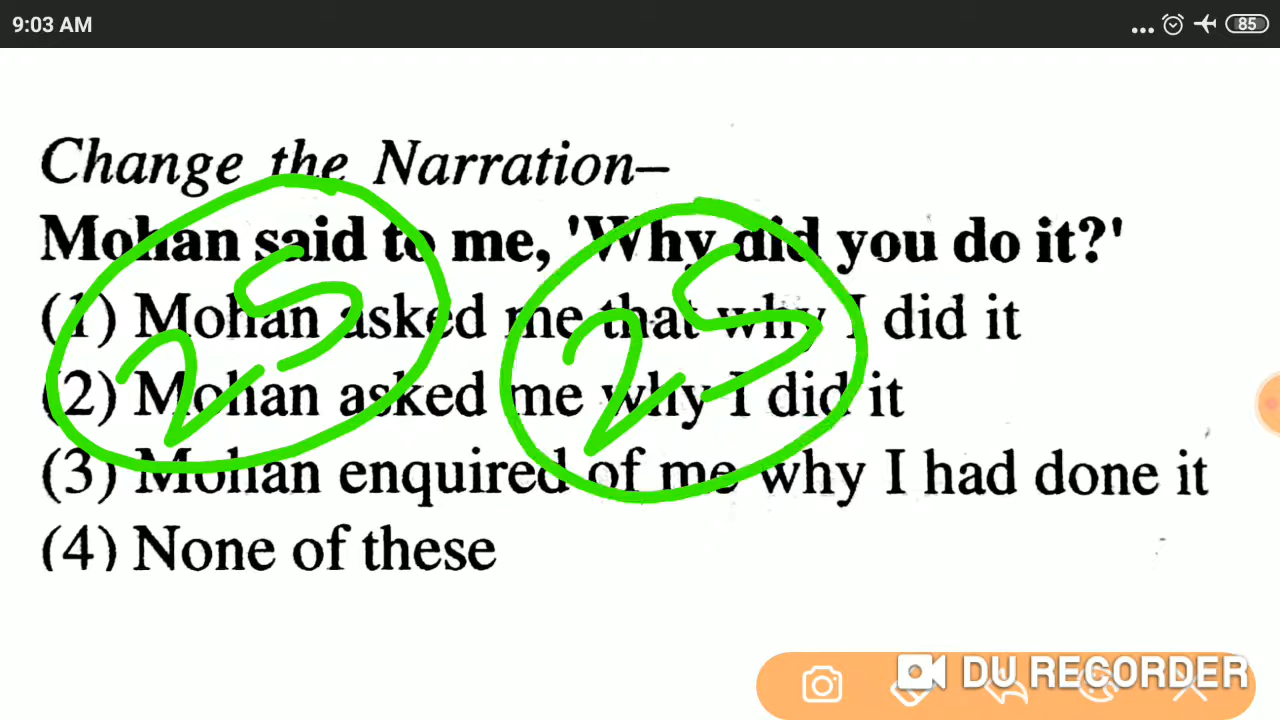 9:03 AM
85
Change the Narration–
Mohan said to me, 'Why did you do it?'
(1) Mohan asked me that why I did it
(2) Mohan asked me why I did it
(3) Mohan enquired of me why I had done it
(4) None of these
25 25
DU RECORDER